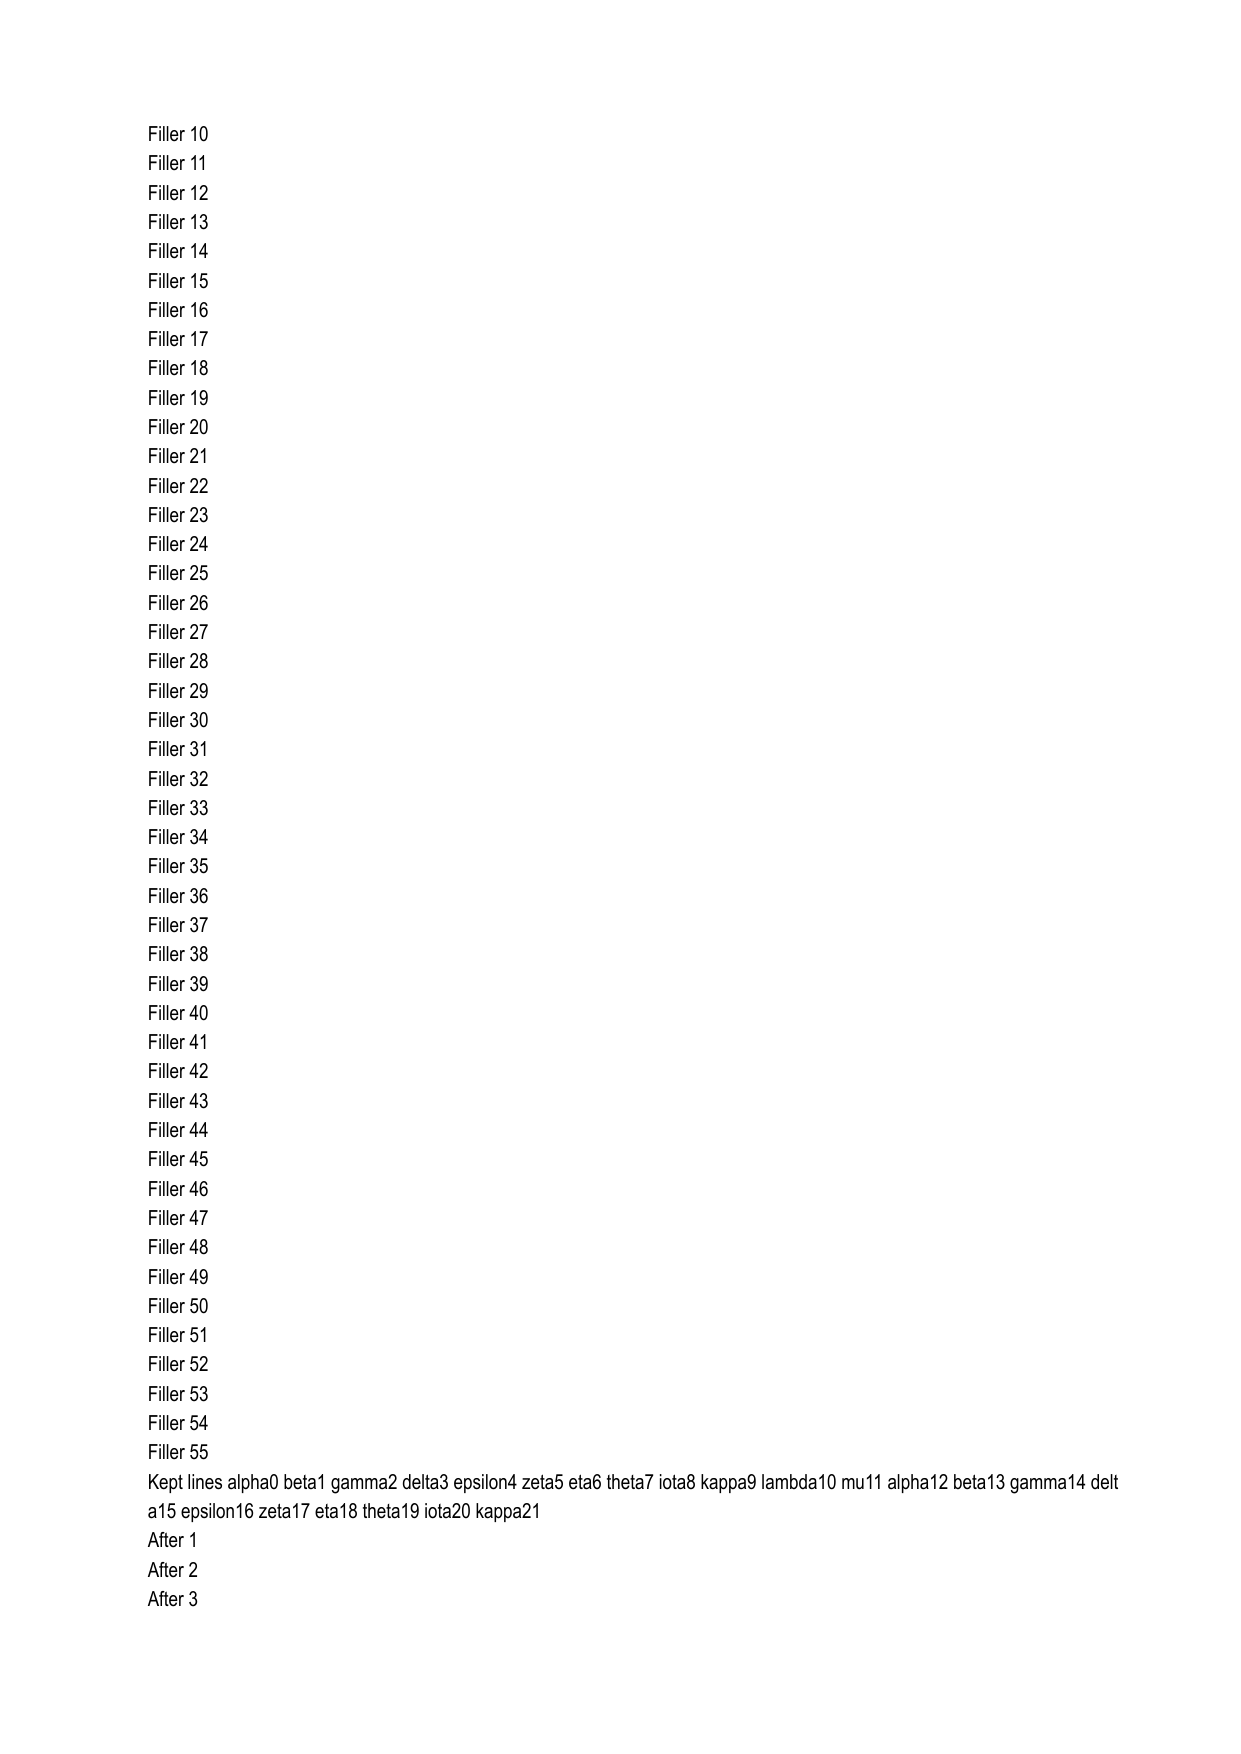 Filler 10
Filler 11
Filler 12
Filler 13
Filler 14
Filler 15
Filler 16
Filler 17
Filler 18
Filler 19
Filler 20
Filler 21
Filler 22
Filler 23
Filler 24
Filler 25
Filler 26
Filler 27
Filler 28
Filler 29
Filler 30
Filler 31
Filler 32
Filler 33
Filler 34
Filler 35
Filler 36
Filler 37
Filler 38
Filler 39
Filler 40
Filler 41
Filler 42
Filler 43
Filler 44
Filler 45
Filler 46
Filler 47
Filler 48
Filler 49
Filler 50
Filler 51
Filler 52
Filler 53
Filler 54
Filler 55
Kept lines alpha0 beta1 gamma2 delta3 epsilon4 zeta5 eta6 theta7 iota8 kappa9 lambda10 mu11 alpha12 beta13 gamma14 delt
a15 epsilon16 zeta17 eta18 theta19 iota20 kappa21
After 1
After 2
After 3